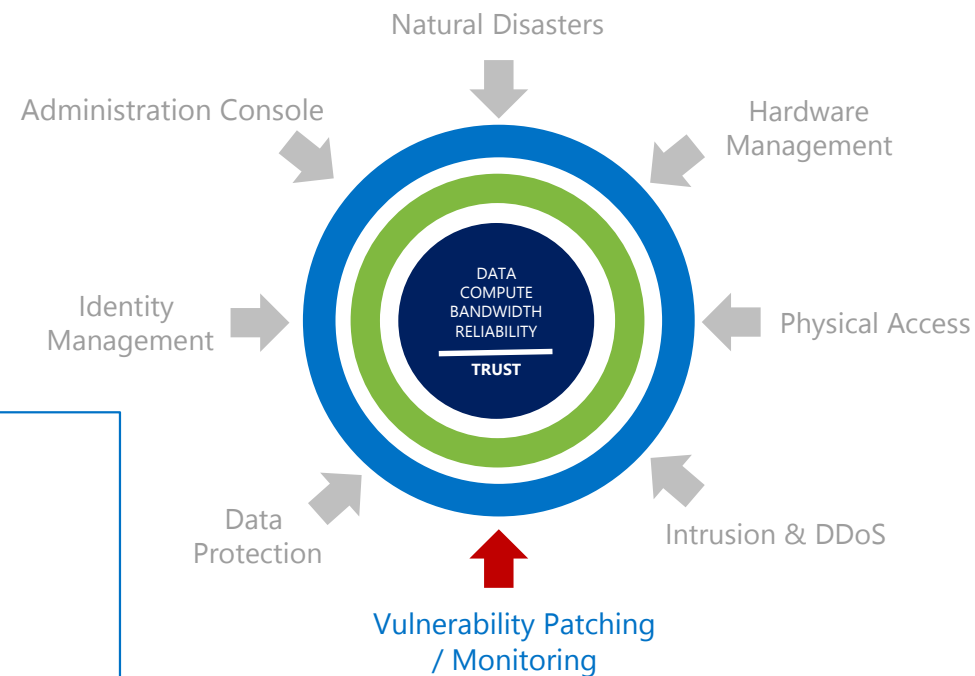 Natural Disasters
Administration Console
Hardware
Management
Identity
Management
DATA
COMPUTE
BANDWIDTH
RELIABILITY
TRUST
Physical Access
Data
Protection
Intrusion & DDoS
Vulnerability Patching
/ Monitoring